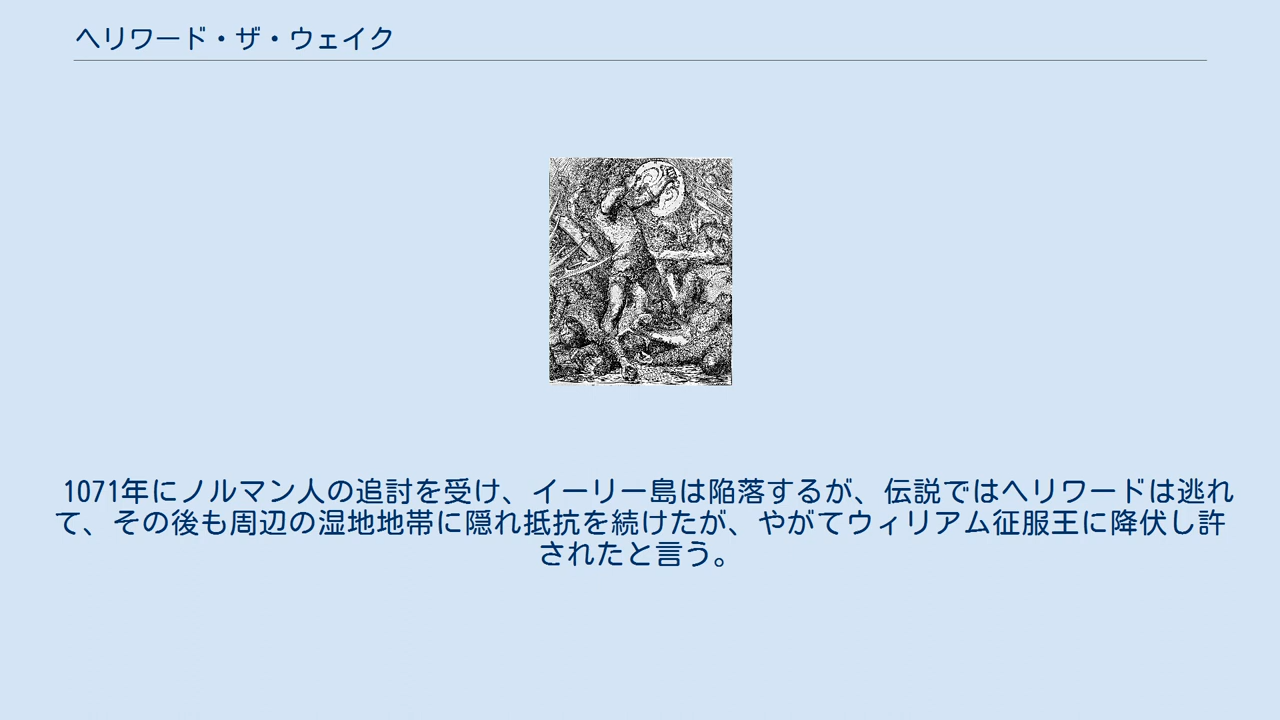 ヘリワード・ザ・ウェイク
1071年にノルマン人の追討を受け、イーリー島は陥落するが、伝説ではヘリワードは逃れ
て、その後も周辺の湿地地帯に隠れ抵抗を続けたが、やがてウィリアム征服王に降伏し許
されたと言う。